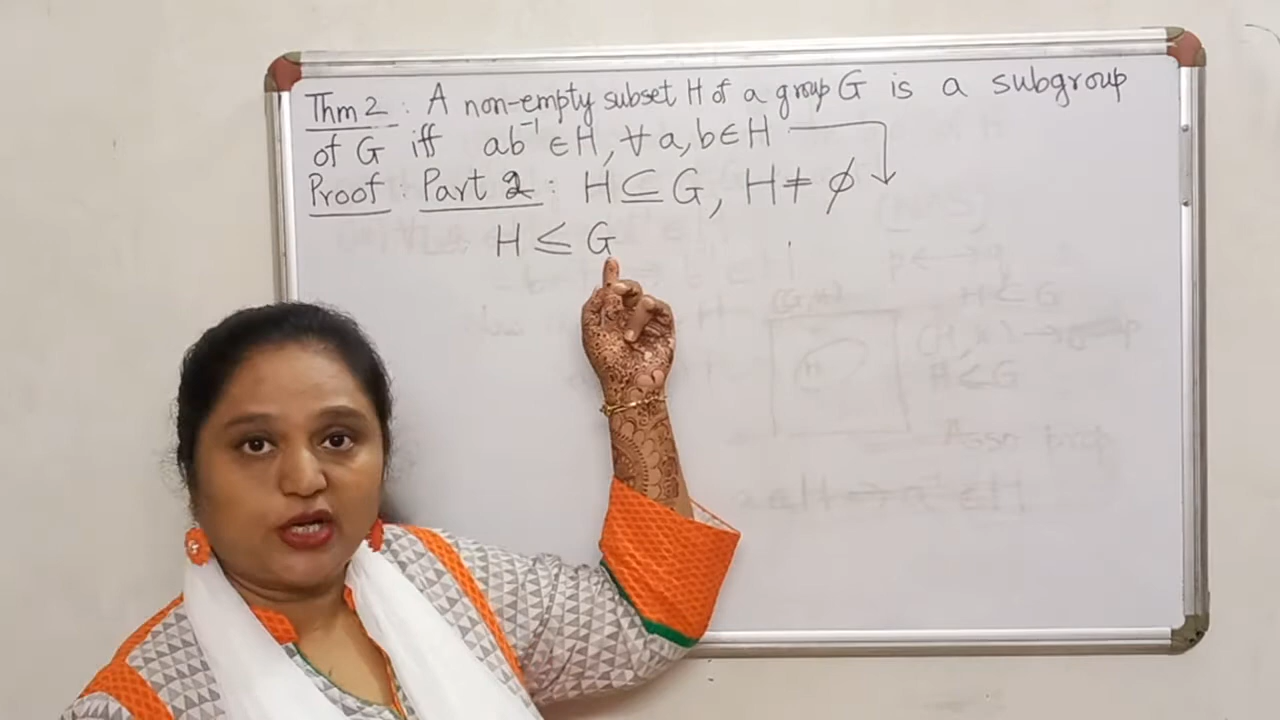 Thm 2 : A non-empty subset H of a group G is a subgroup
of G iff ab⁻¹ ∈ H, ∀ a, b ∈ H
Proof : Part 2 : H ⊆ G, H ≠ ϕ
H ≤ G